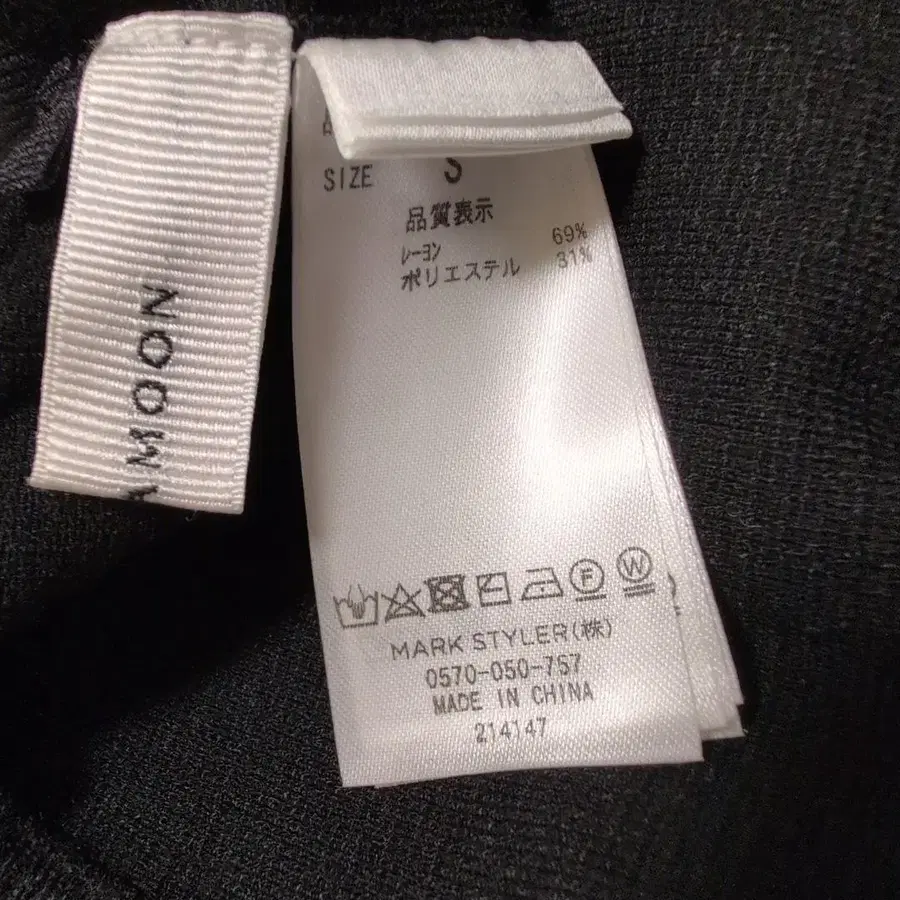 MOON
SIZE S
品質表示
レーヨン 69%
ポリエステル 31%
F W
MARK STYLER(株)
0570-050-757
MADE IN CHINA
214147